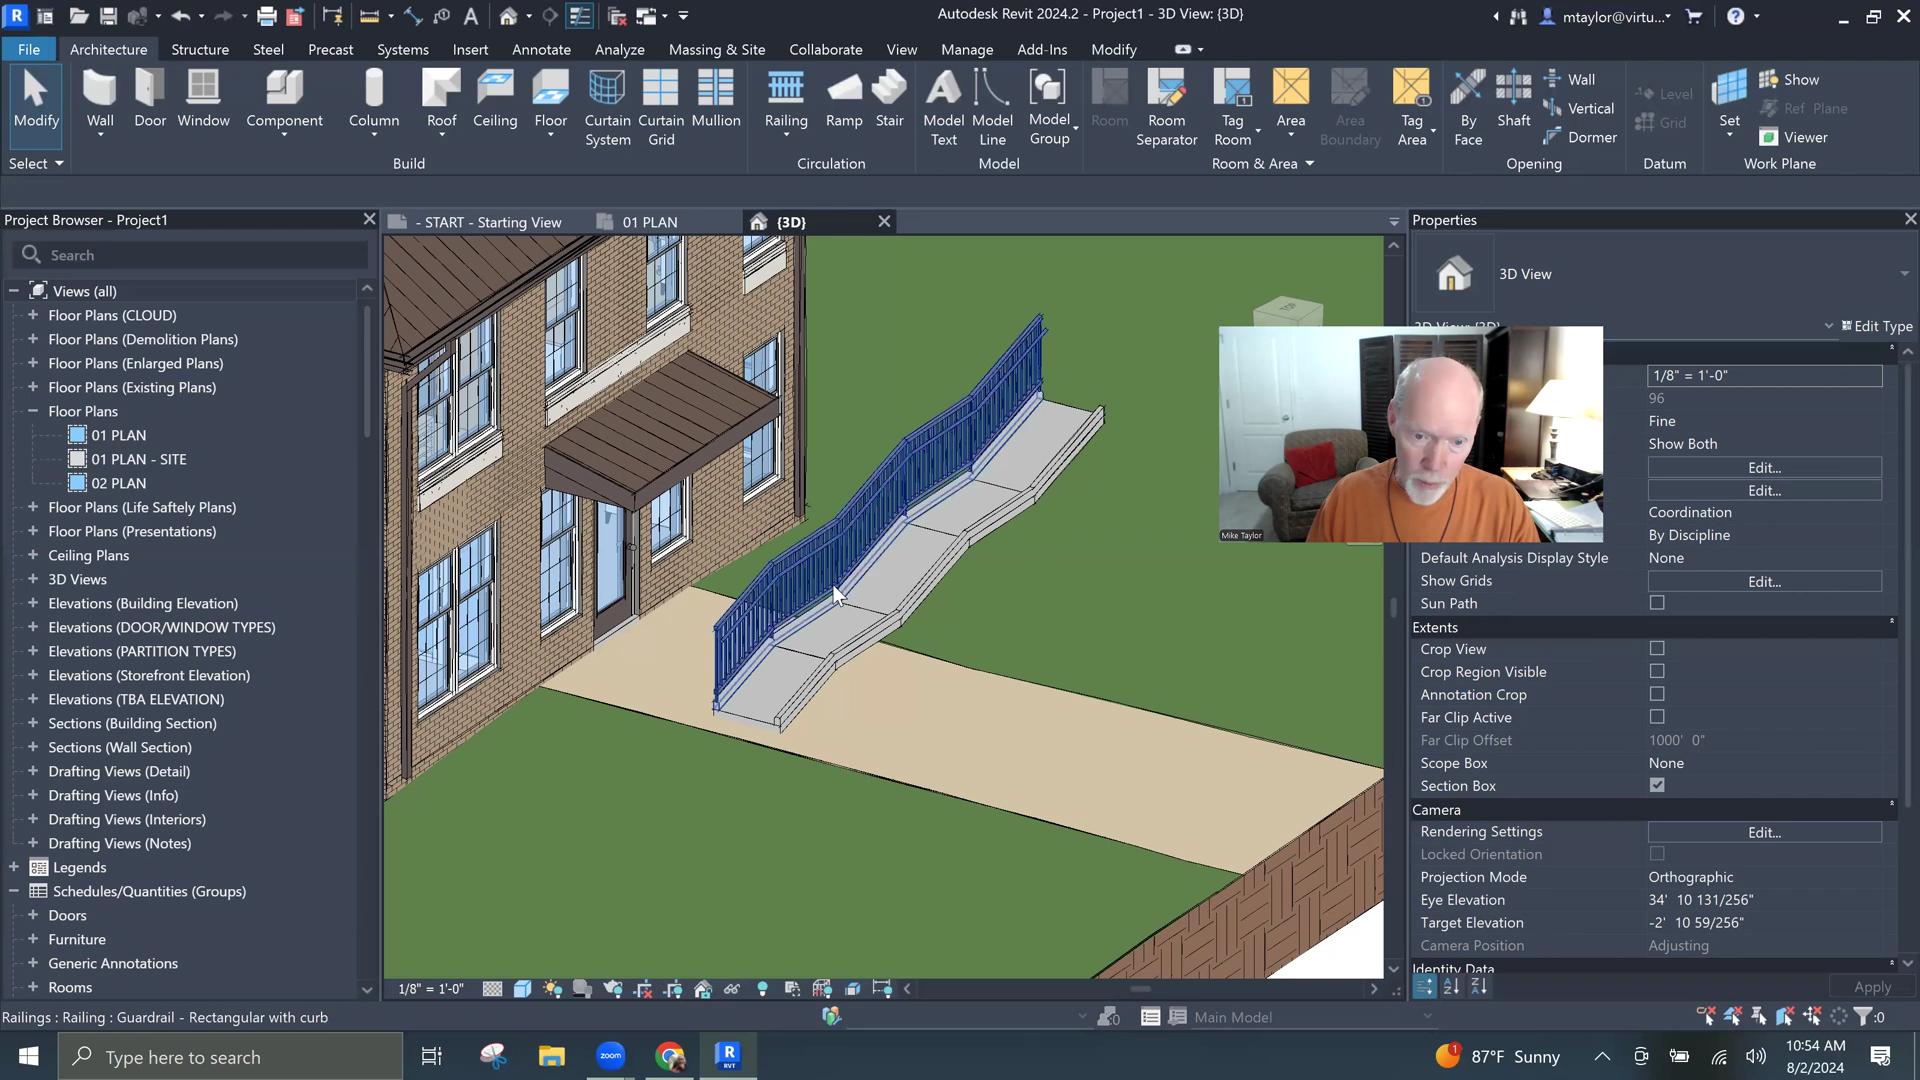 Autodesk Revit 2024.2 - Project1 - 3D View: {3D}
mtaylor@virtu...
File Architecture Structure Steel Precast Systems Insert Annotate Analyze Massing & Site Collaborate View Manage Add-Ins Modify
Modify Wall Door Window Component Column Roof Ceiling Floor Curtain System Curtain Grid Mullion Railing Ramp Stair Model Text Model Line Model Group Room Room Separator Tag Room Area Area Boundary Tag Area By Face Shaft Wall Vertical Dormer Level Grid Set Show Ref Plane Viewer
Select Build Circulation Model Room & Area Opening Datum Work Plane
Project Browser - Project1
- START - Starting View 01 PLAN {3D}
Properties
Search
3D View
Edit Type
Views (all)
Floor Plans (CLOUD)
Floor Plans (Demolition Plans)
Floor Plans (Enlarged Plans)
Floor Plans (Existing Plans)
Floor Plans
01 PLAN
01 PLAN - SITE
02 PLAN
Floor Plans (Life Saftely Plans)
Floor Plans (Presentations)
Ceiling Plans
3D Views
Elevations (Building Elevation)
Elevations (DOOR/WINDOW TYPES)
Elevations (PARTITION TYPES)
Elevations (Storefront Elevation)
Elevations (TBA ELEVATION)
Sections (Building Section)
Sections (Wall Section)
Drafting Views (Detail)
Drafting Views (Info)
Drafting Views (Interiors)
Drafting Views (Notes)
Legends
Schedules/Quantities (Groups)
Doors
Furniture
Generic Annotations
Rooms
TOP
Mike Taylor
1/8" = 1'-0"
96
Fine
Show Both
Edit...
Edit...
Coordination
By Discipline
Default Analysis Display Style None
Show Grids Edit...
Sun Path
Extents
Crop View
Crop Region Visible
Annotation Crop
Far Clip Active
Far Clip Offset 1000' 0"
Scope Box None
Section Box
Camera
Rendering Settings Edit...
Locked Orientation
Projection Mode Orthographic
Eye Elevation 34' 10 131/256"
Target Elevation -2' 10 59/256"
Camera Position Adjusting
Identity Data
Apply
1/8" = 1'-0"
Railings : Railing : Guardrail - Rectangular with curb
:0
Main Model
:0
Type here to search
zoom
R
RVT
1
87°F Sunny
10:54 AM
8/2/2024